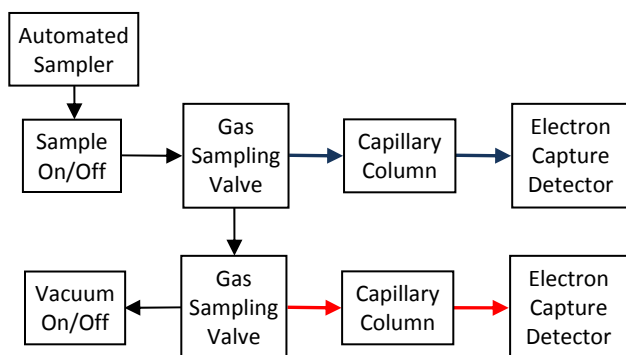 Automated
Sampler
Sample
On/Off
Gas
Sampling
Valve
Capillary
Column
Electron
Capture
Detector
Vacuum
On/Off
Gas
Sampling
Valve
Capillary
Column
Electron
Capture
Detector